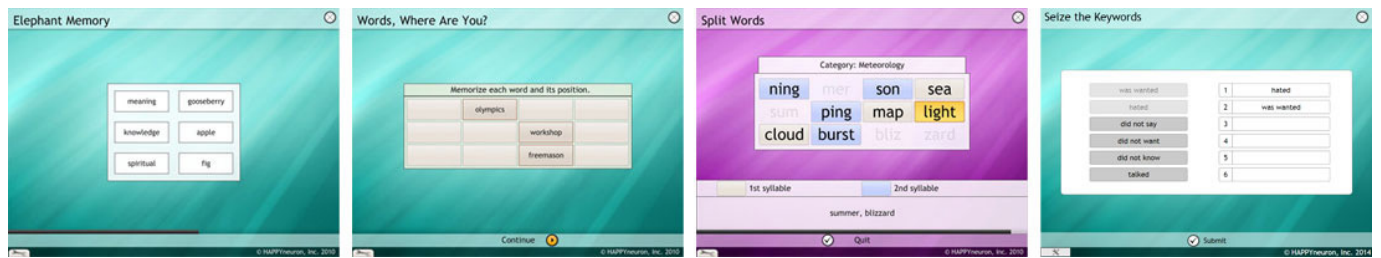 Elephant Memory
meaning gooseberry
knowledge apple
spiritual fig
© HAPPYneuron, Inc. 2010
Words, Where Are You?
Memorize each word and its position.
olympics
workshop
freemason
Continue
© HAPPYneuron, Inc. 2010
Split Words
Category: Meteorology
ning mer son sea
sum ping map light
cloud burst bliz zard
1st syllable 2nd syllable
summer, blizzard
Quit
© HAPPYneuron, Inc. 2010
Seize the Keywords
was wanted 1 hated
hated 2 was wanted
did not say 3
did not want 4
did not know 5
talked 6
Submit
© HAPPYneuron, Inc. 2014